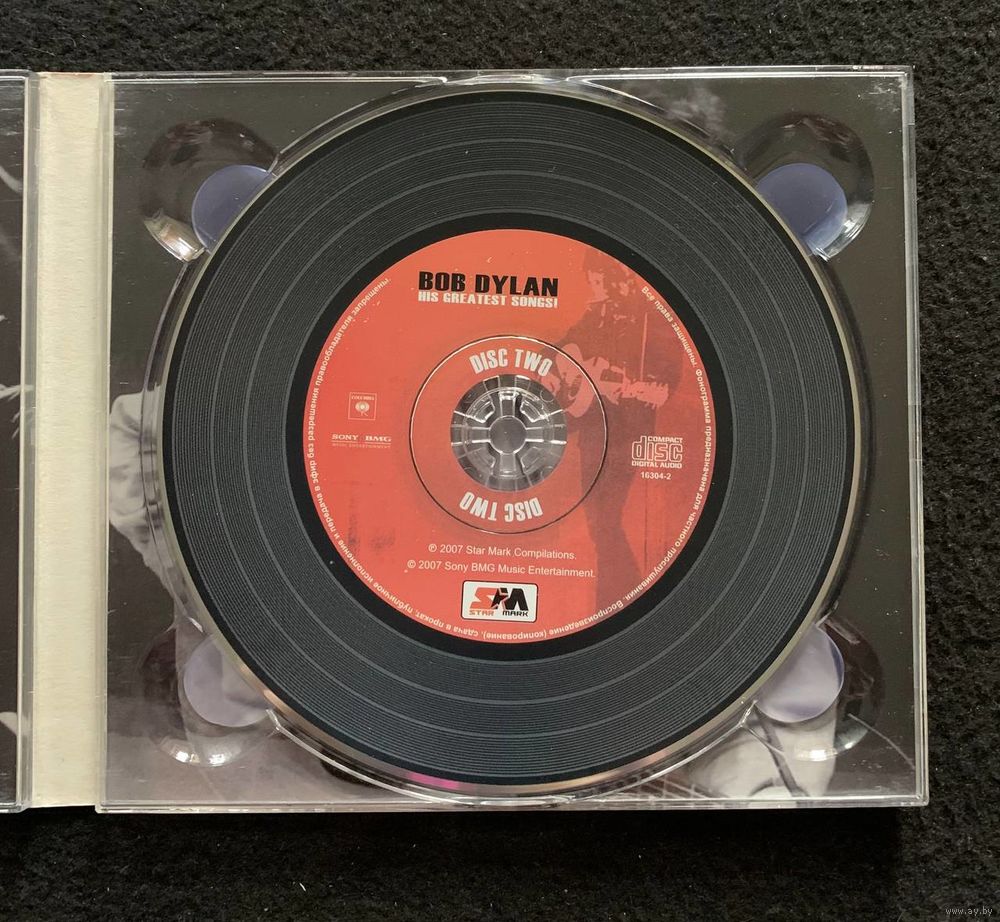 BOB DYLAN
HIS GREATEST SONGS!
Все права защищены. Фонограмма предназначена для частного прослушивания. Воспроизведение (копирование), сдача в прокат, публичное исполнение и передача в эфир без разрешения правообладателя запрещены.
DISC TWO
COLUMBIA
SONY BMG
MUSIC ENTERTAINMENT
COMPACT
disc
DIGITAL AUDIO
16304-2
DISC TWO
℗ 2007 Star Mark Compilations.
© 2007 Sony BMG Music Entertainment.
S★M
STAR MARK
www.ay.by